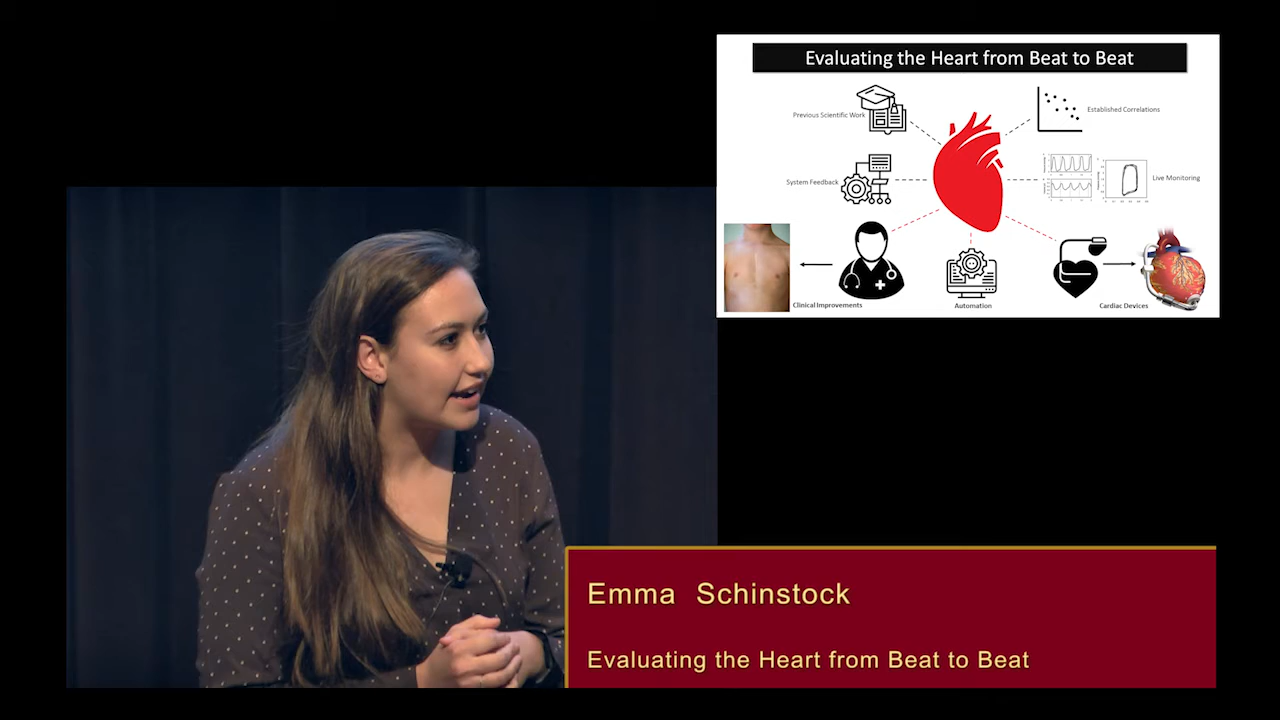 Evaluating the Heart from Beat to Beat
Previous Scientific Work
Established Correlations
System Feedback
Live Monitoring
Clinical Improvements
Automation
Cardiac Devices
Emma Schinstock
Evaluating the Heart from Beat to Beat